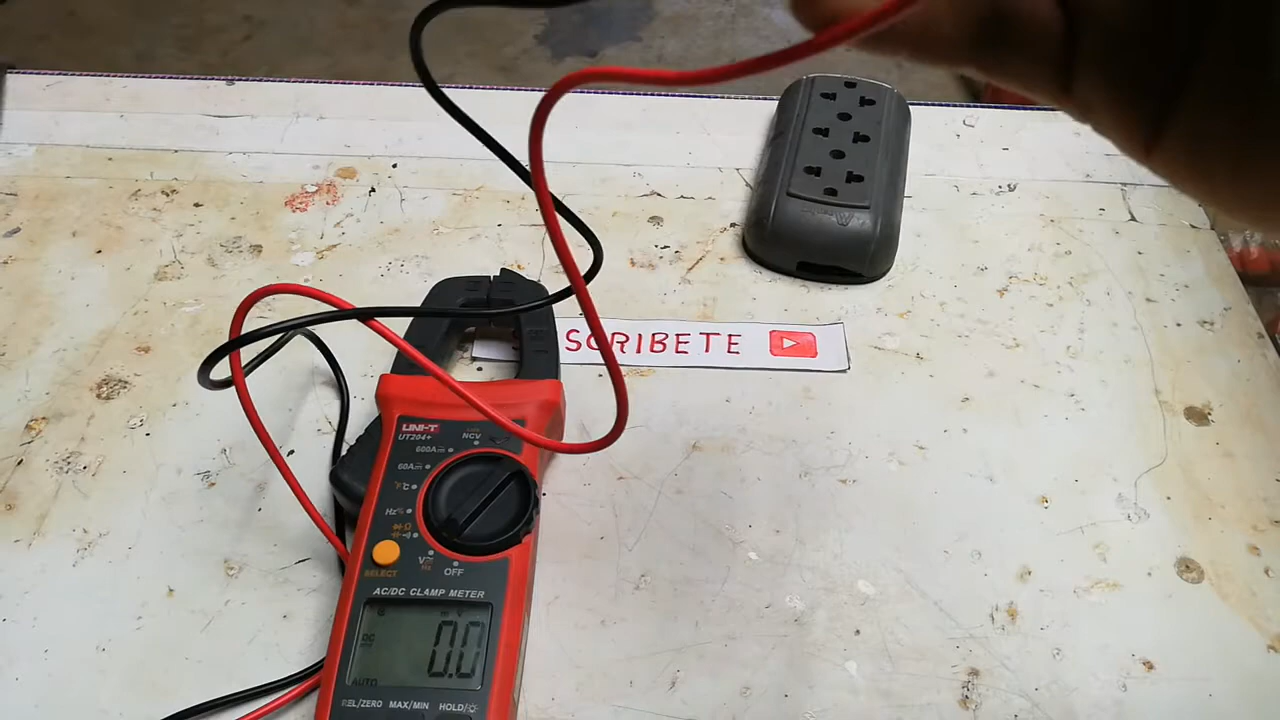 SCRIBETE
UNI-T
UT204+
NCV
600A
60A
°F°C
Hz%
Ω
V
Hz
SELECT
OFF
AC/DC CLAMP METER
DC
0.0
AUTO
REL/ZERO MAX/MIN HOLD/